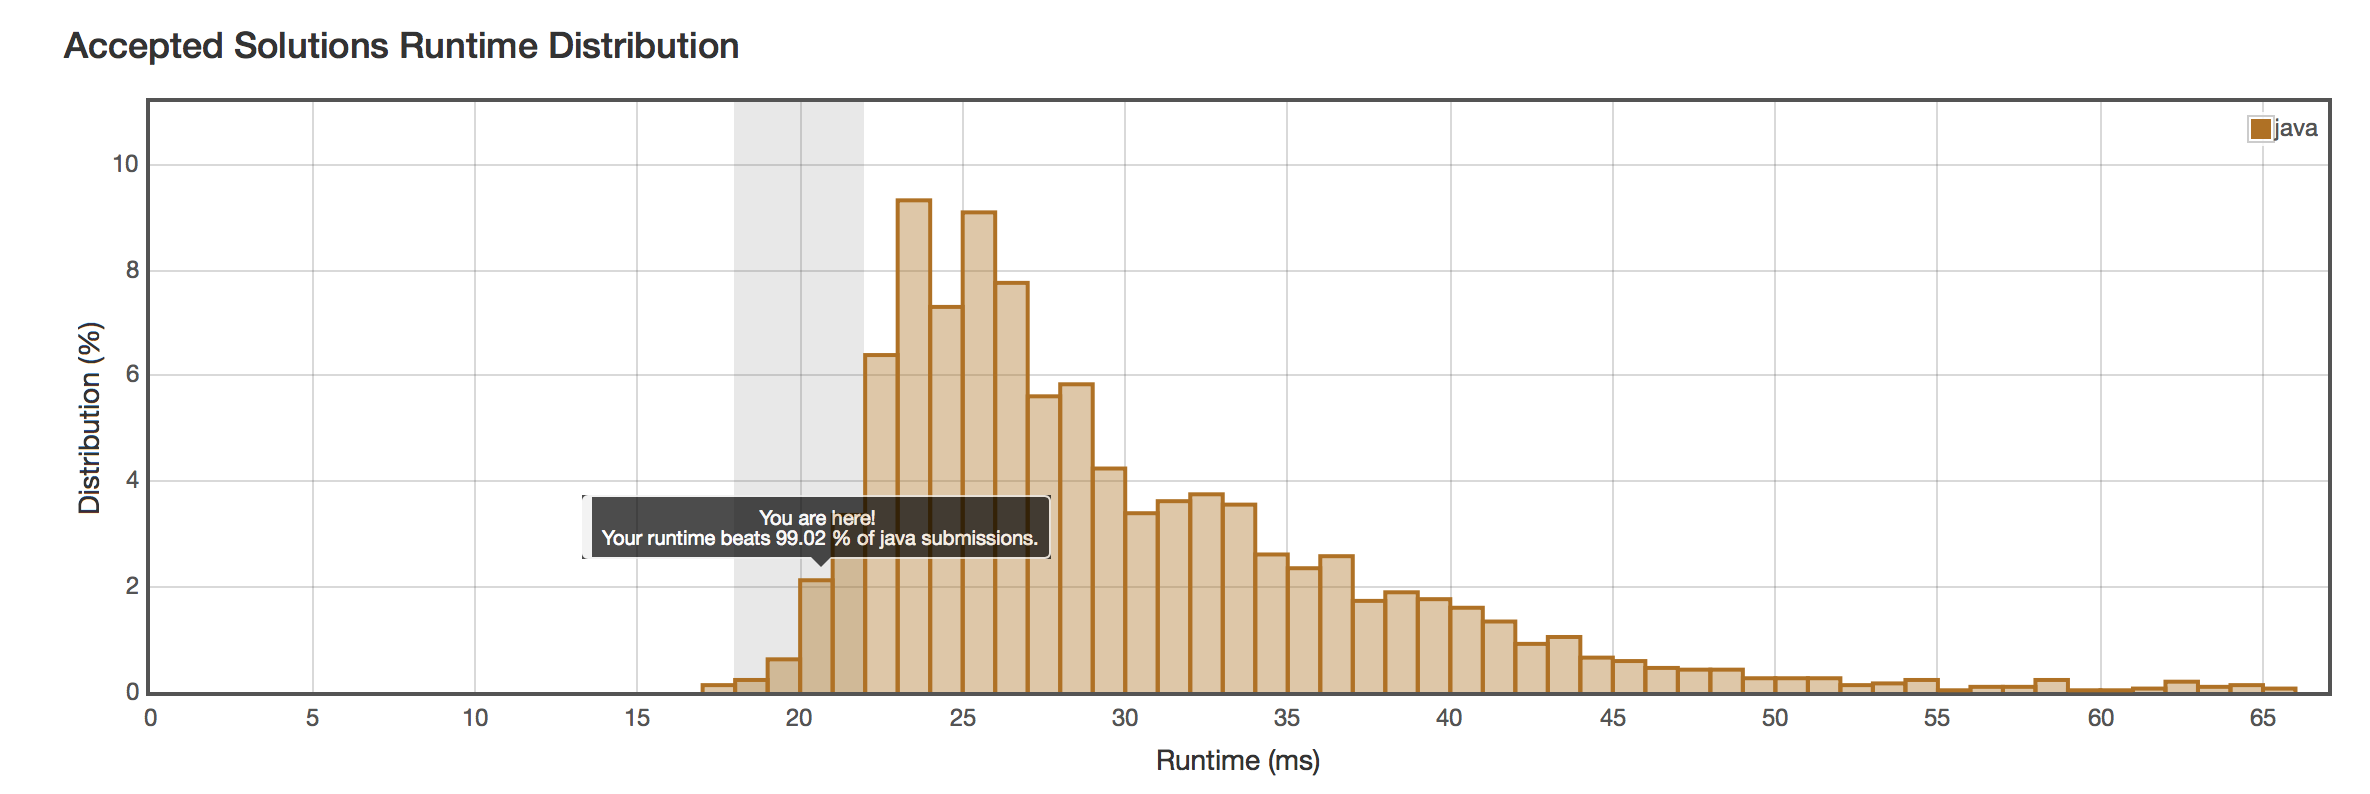 Accepted Solutions Runtime Distribution
java
10
8
6
4
2
0
Distribution (%)
You are here!
Your runtime beats 99.02 % of java submissions.
0 5 10 15 20 25 30 35 40 45 50 55 60 65
Runtime (ms)